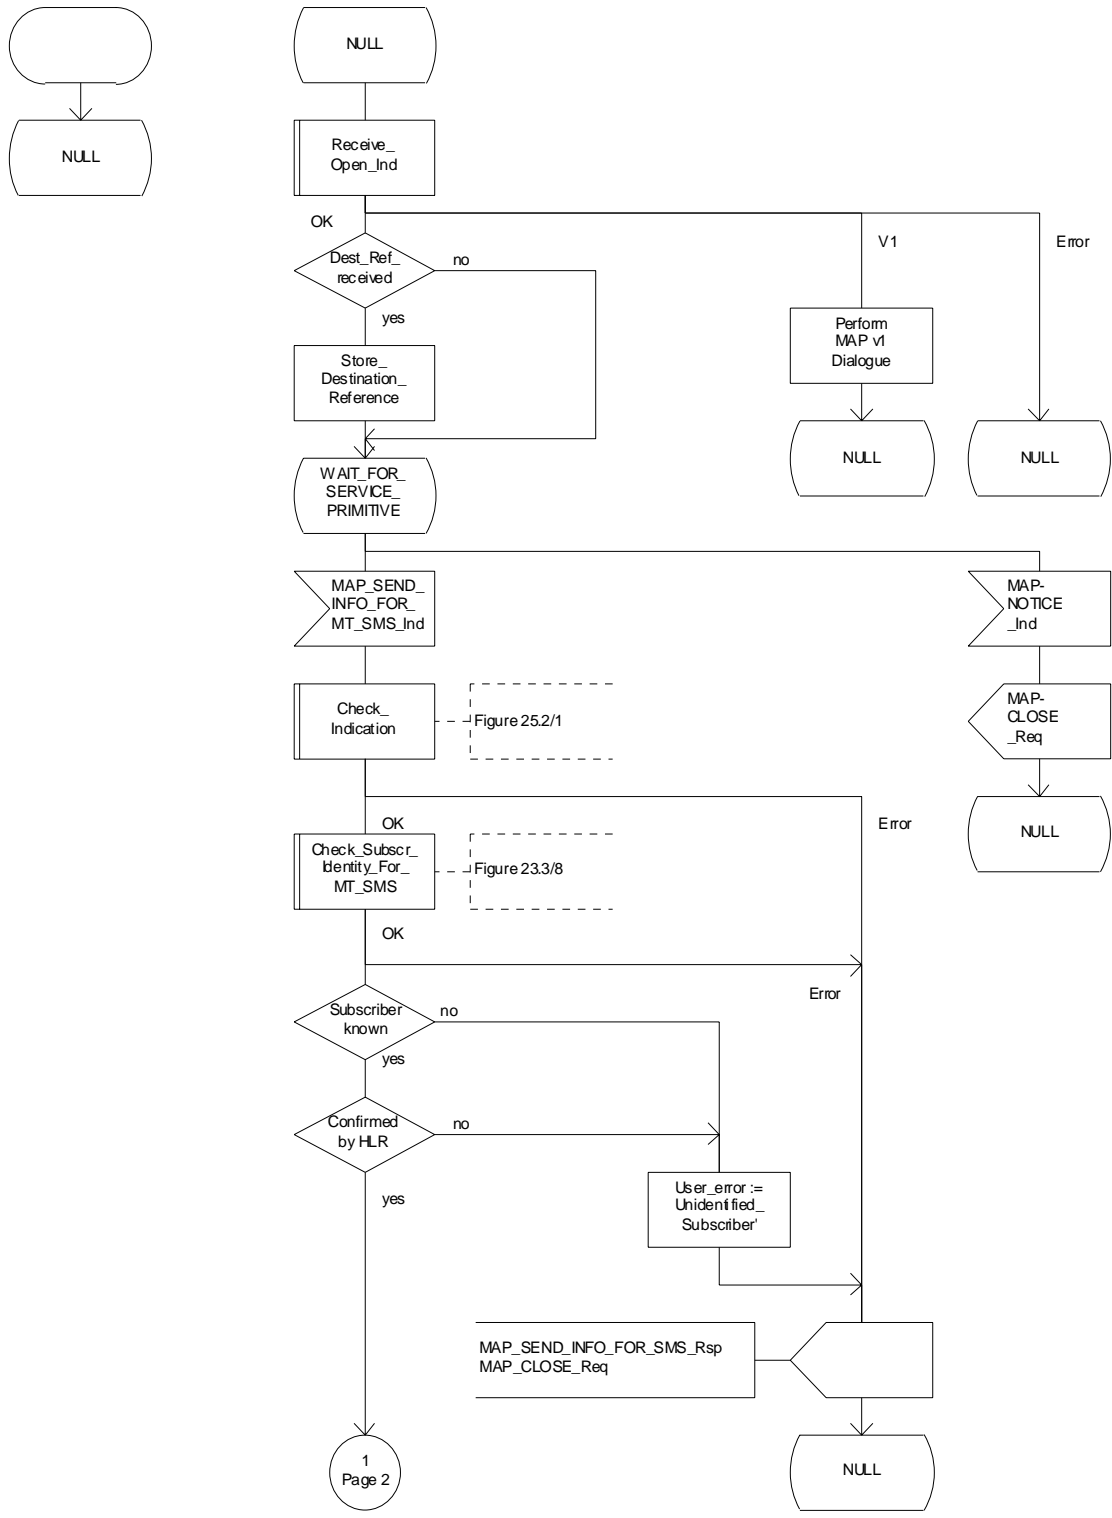 NULL
NULL
Receive_
Open_Ind
OK
V1
Error
Dest_Ref_
received
no
yes
Perform
MAP v1
Dialogue
Store_
Destination_
Reference
NULL
NULL
WAIT_FOR_
SERVICE_
PRIMITIVE
MAP_SEND_
INFO_FOR_
MT_SMS_Ind
MAP-
NOTICE
_Ind
Check_
Indication
Figure 25.2/1
MAP-
CLOSE
_Req
OK
Error
NULL
Check_Subscr_
Identity_For_
MT_SMS
Figure 23.3/8
OK
Error
Subscriber
known
no
yes
Confirmed
by HLR
no
yes
User_error :=
Unidentified_
Subscriber'
MAP_SEND_INFO_FOR_SMS_Rsp
MAP_CLOSE_Req
1
Page 2
NULL